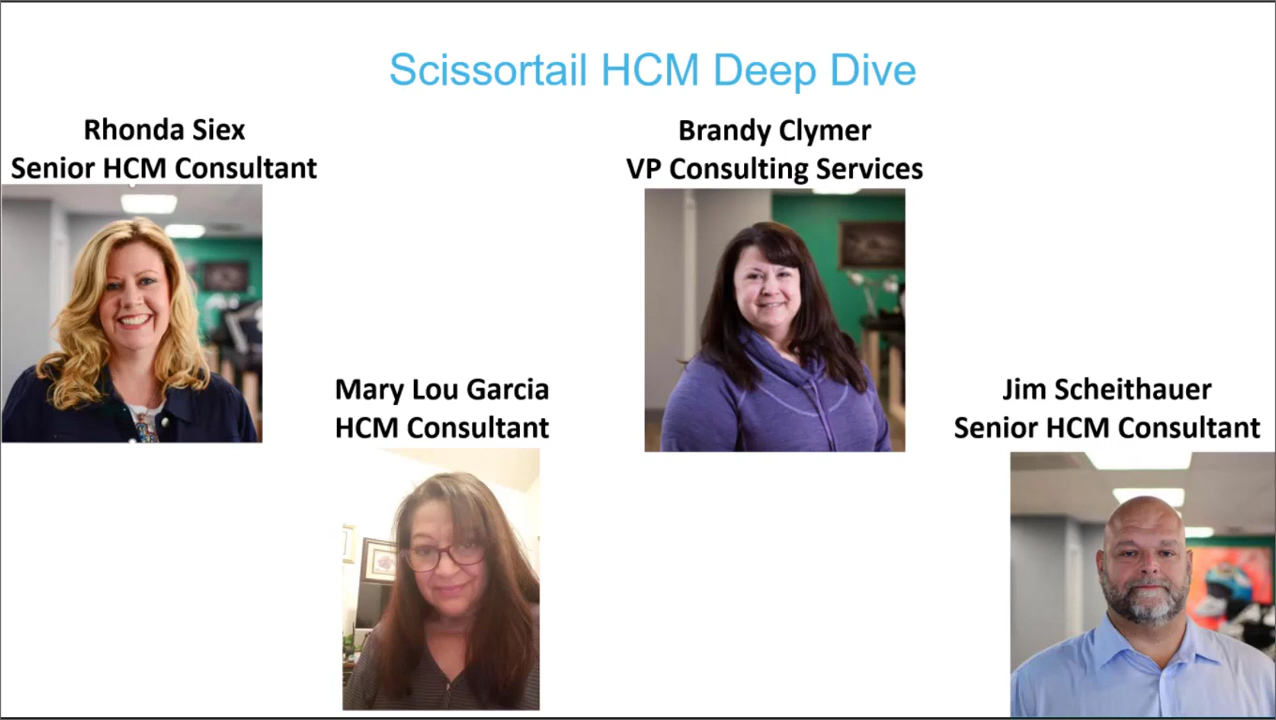 Scissortail HCM Deep Dive
Rhonda Siex
Senior HCM Consultant
Brandy Clymer
VP Consulting Services
Mary Lou Garcia
HCM Consultant
Jim Scheithauer
Senior HCM Consultant